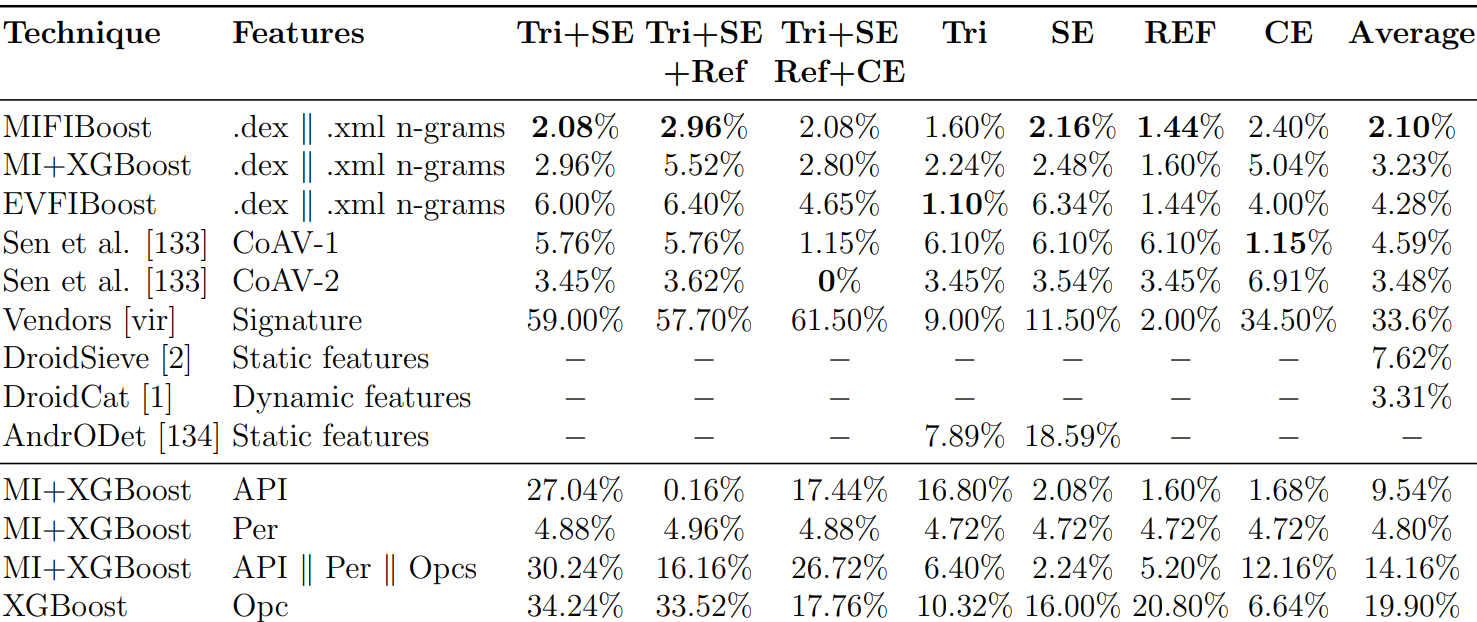 Technique Features Tri+SE Tri+SE Tri+SE Tri SE REF CE Average
+Ref Ref+CE
MIFIBoost .dex ∥ .xml n-grams 2.08% 2.96% 2.08% 1.60% 2.16% 1.44% 2.40% 2.10%
MI+XGBoost .dex ∥ .xml n-grams 2.96% 5.52% 2.80% 2.24% 2.48% 1.60% 5.04% 3.23%
EVFIBoost .dex ∥ .xml n-grams 6.00% 6.40% 4.65% 1.10% 6.34% 1.44% 4.00% 4.28%
Sen et al. [133] CoAV-1 5.76% 5.76% 1.15% 6.10% 6.10% 6.10% 1.15% 4.59%
Sen et al. [133] CoAV-2 3.45% 3.62% 0% 3.45% 3.54% 3.45% 6.91% 3.48%
Vendors [vir] Signature 59.00% 57.70% 61.50% 9.00% 11.50% 2.00% 34.50% 33.6%
DroidSieve [2] Static features – – – – – – – 7.62%
DroidCat [1] Dynamic features – – – – – – – 3.31%
AndrODet [134] Static features – – – 7.89% 18.59% – – –
MI+XGBoost API 27.04% 0.16% 17.44% 16.80% 2.08% 1.60% 1.68% 9.54%
MI+XGBoost Per 4.88% 4.96% 4.88% 4.72% 4.72% 4.72% 4.72% 4.80%
MI+XGBoost API ∥ Per ∥ Opcs 30.24% 16.16% 26.72% 6.40% 2.24% 5.20% 12.16% 14.16%
XGBoost Opc 34.24% 33.52% 17.76% 10.32% 16.00% 20.80% 6.64% 19.90%